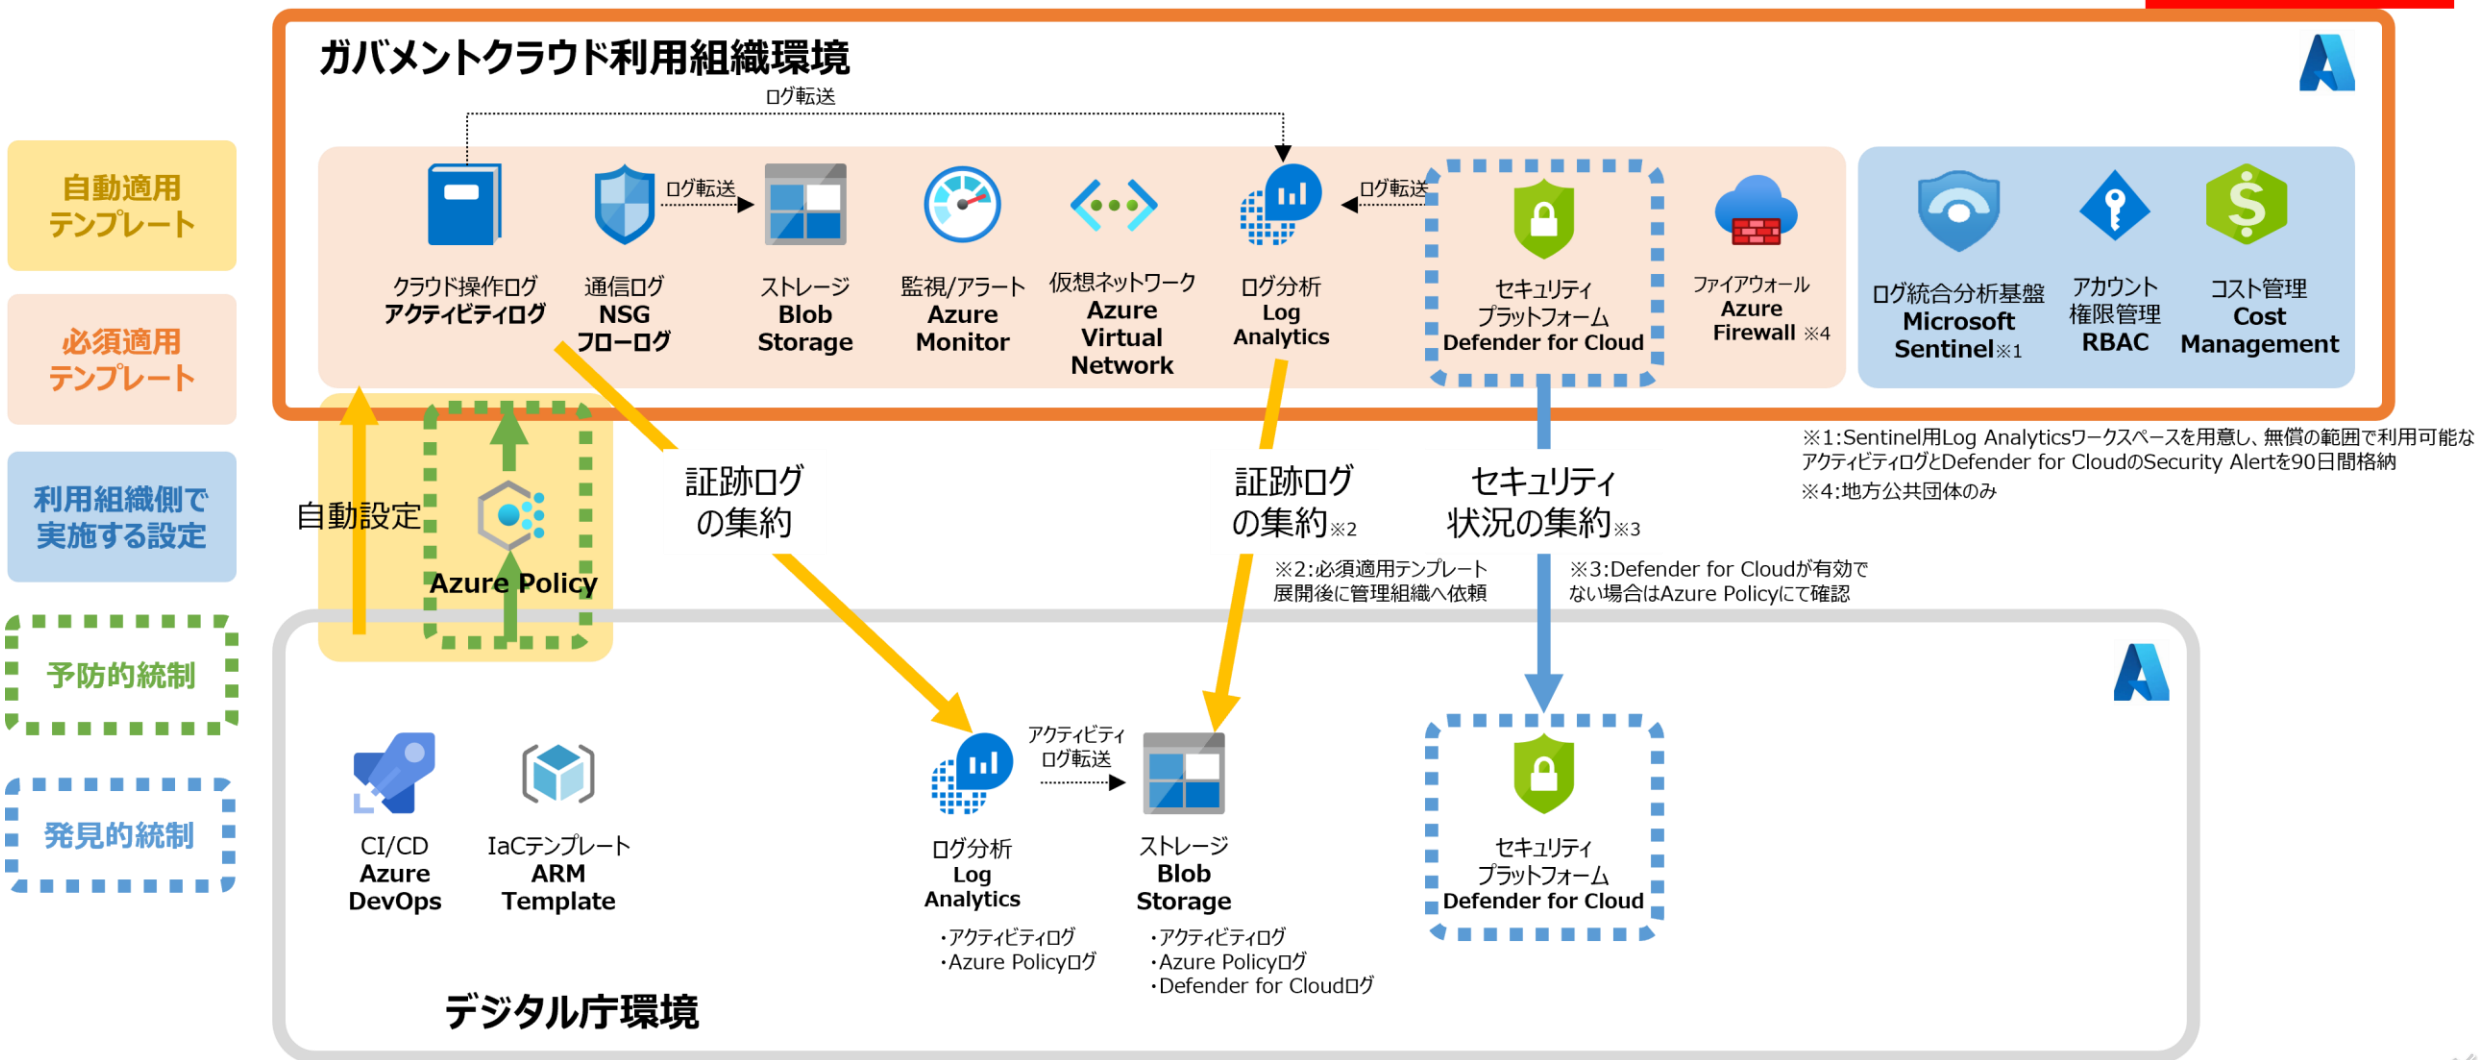 ガバメントクラウド利用組織環境
ログ転送
自動適用
テンプレート
必須適用
テンプレート
利用組織側で
実施する設定
予防的統制
発見的統制
ログ転送
ログ転送
クラウド操作ログ
アクティビティログ
通信ログ
NSG
フローログ
ストレージ
Blob
Storage
監視/アラート
Azure
Monitor
仮想ネットワーク
Azure
Virtual
Network
ログ分析
Log
Analytics
セキュリティ
プラットフォーム
Defender for Cloud
ファイアウォール
Azure
Firewall ※4
ログ統合分析基盤
Microsoft
Sentinel※1
アカウント
権限管理
RBAC
コスト管理
Cost
Management
※1:Sentinel用Log Analyticsワークスペースを用意し、無償の範囲で利用可能な
アクティビティログとDefender for CloudのSecurity Alertを90日間格納
※4:地方公共団体のみ
自動設定
Azure Policy
証跡ログ
の集約
証跡ログ
の集約※2
セキュリティ
状況の集約※3
※2:必須適用テンプレート
展開後に管理組織へ依頼
※3:Defender for Cloudが有効で
ない場合はAzure Policyにて確認
CI/CD
Azure
DevOps
IaCテンプレート
ARM
Template
ログ分析
Log
Analytics
・アクティビティログ
・Azure Policyログ
アクティビティ
ログ転送
ストレージ
Blob
Storage
・アクティビティログ
・Azure Policyログ
・Defender for Cloudログ
セキュリティ
プラットフォーム
Defender for Cloud
デジタル庁環境